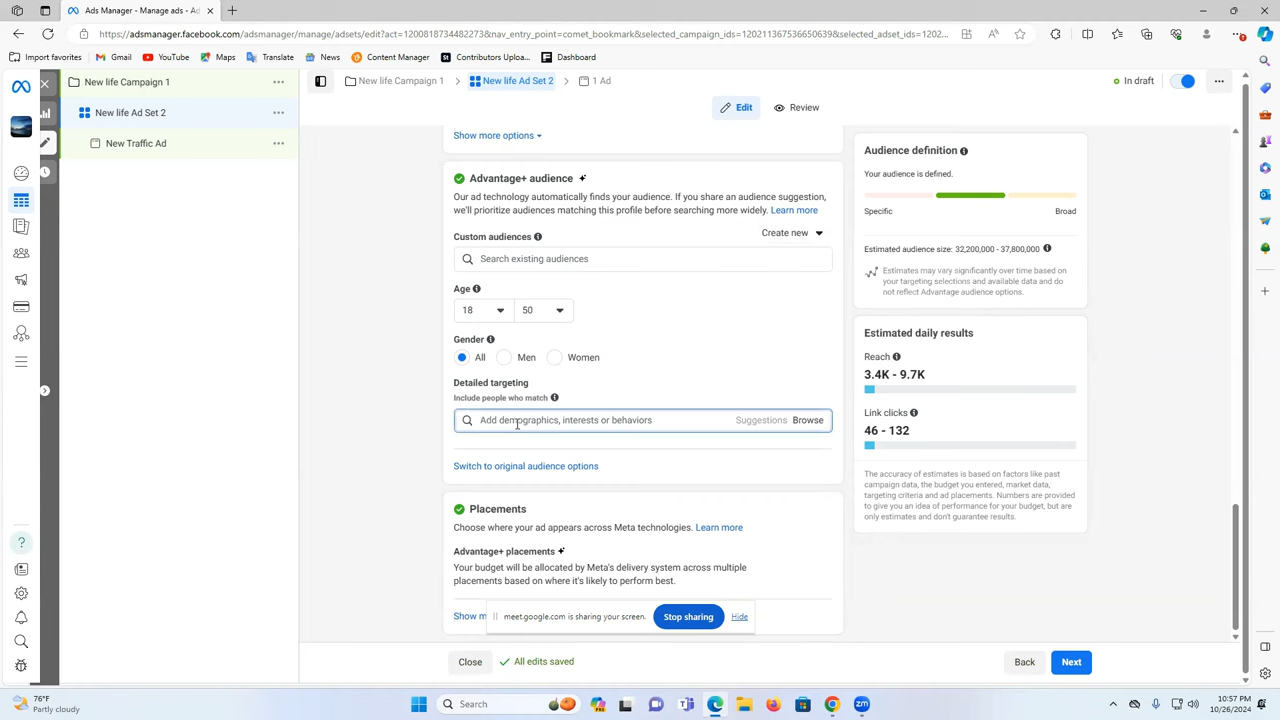 Ads Manager - Manage ads - Ad
https://adsmanager.facebook.com/adsmanager/manage/adsets/edit?act=1200818734482273&nav_entry_point=comet_bookmark&selected_campaign_ids=120211367536650639&selected_adset_ids=1202...
Import favorites
Gmail
YouTube
Maps
Translate
News
Content Manager
Contributors Uploa...
Dashboard
New life Campaign 1
New life Ad Set 2
New Traffic Ad
New life Campaign 1
New life Ad Set 2
1 Ad
In draft
Edit
Review
Show more options
Advantage+ audience
Our ad technology automatically finds your audience. If you share an audience suggestion,
we'll prioritize audiences matching this profile before searching more widely. Learn more
Custom audiences
Create new
Search existing audiences
Age
18
50
Gender
All
Men
Women
Detailed targeting
Include people who match
Add demographics, interests or behaviors
Suggestions
Browse
Switch to original audience options
Placements
Choose where your ad appears across Meta technologies. Learn more
Advantage+ placements
Your budget will be allocated by Meta's delivery system across multiple
placements based on where it's likely to perform best.
Show m
meet.google.com is sharing your screen.
Stop sharing
Hide
Audience definition
Your audience is defined.
Specific
Broad
Estimated audience size: 32,200,000 - 37,800,000
Estimates may vary significantly over time based on
your targeting selections and available data and do
not reflect Advantage audience options.
Estimated daily results
Reach
3.4K - 9.7K
Link clicks
46 - 132
The accuracy of estimates is based on factors like past
campaign data, the budget you entered, market data,
targeting criteria and ad placements. Numbers are provided
to give you an idea of performance for your budget, but are
only estimates and don't guarantee results.
Close
All edits saved
Back
Next
76°F
Partly cloudy
Search
10:57 PM
10/26/2024